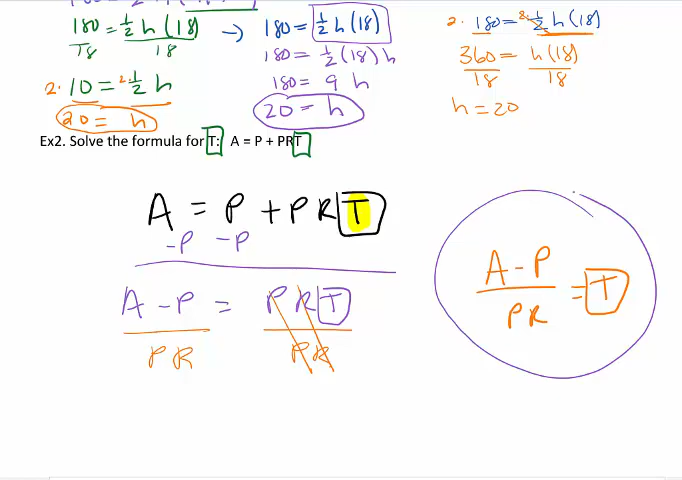 180 = ½ h (18)
18 18
2· 10 = 2· ½ h
20 = h
180 = ½ h (18)
180 = ½ (18) h
180 = 9 h
20 = h
2· 180 = 2· ½ h (18)
360 = h (18)
18 18
h = 20
Ex2. Solve the formula for T: A = P + PRT
A = P + P R T
-P -P
A - P = P R T
PR PR
A - P
PR
= T